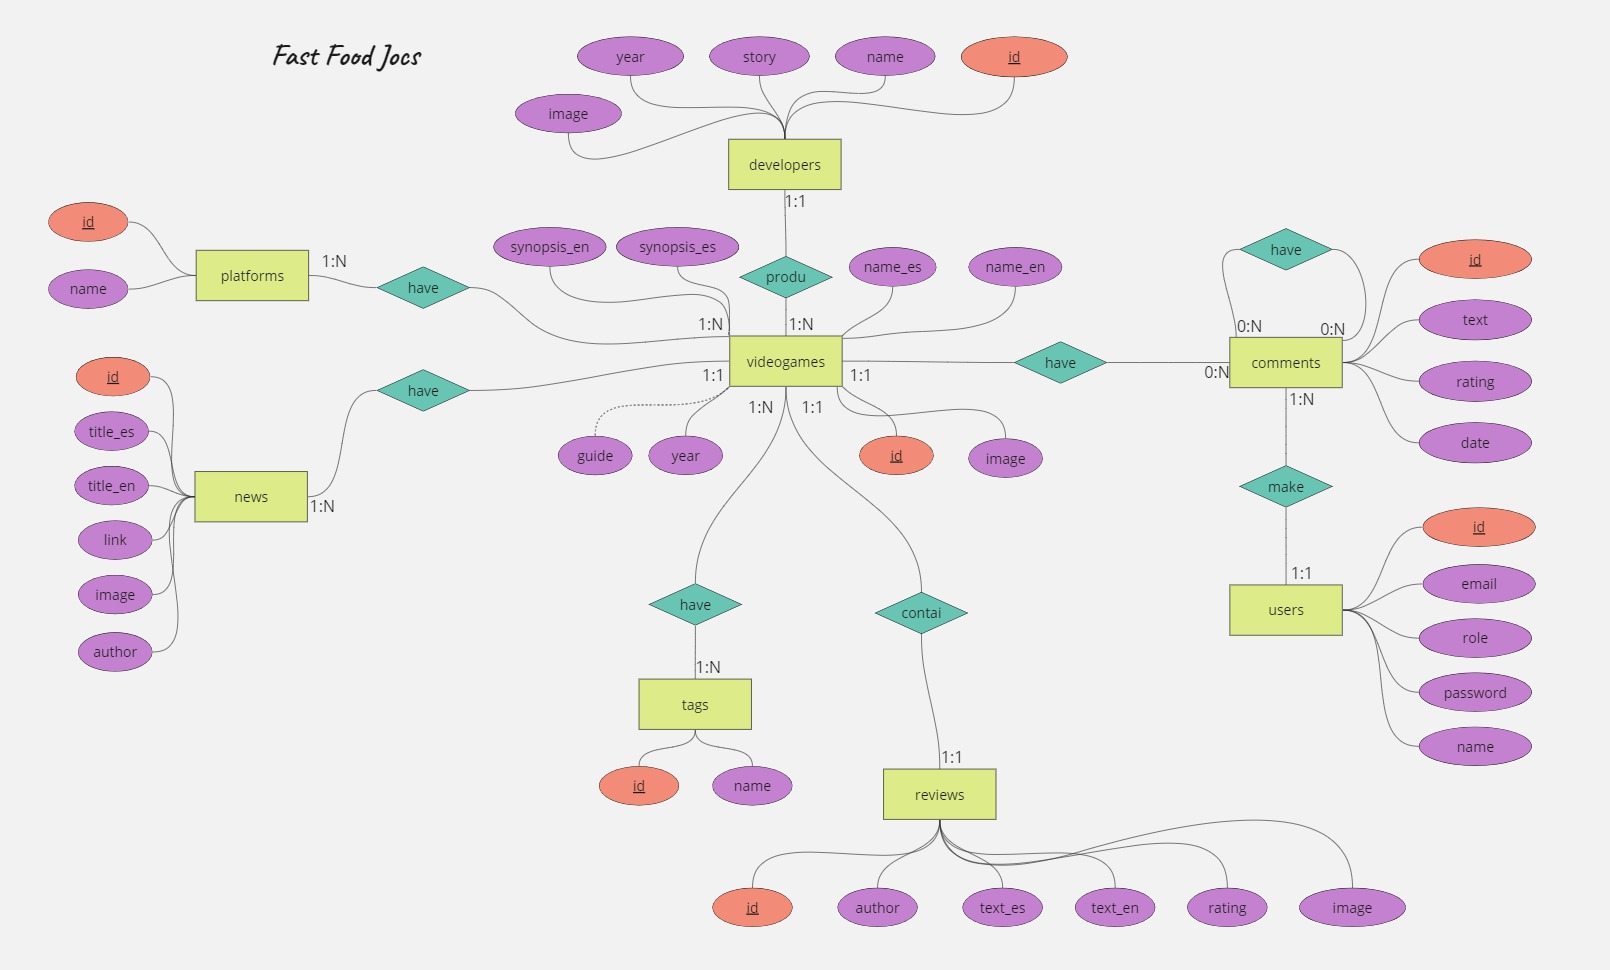 Fast Food Jocs
year
story
name
id
image
developers
1:1
id
name
platforms
1:N
have
synopsis_en
synopsis_es
produ
name_es
name_en
1:N
1:N
videogames
1:1
1:1
1:N
1:1
guide
year
id
image
have
0:N
comments
have
0:N
0:N
1:N
id
text
rating
date
make
1:1
users
id
email
role
password
name
id
title_es
title_en
link
image
author
news
1:N
have
have
1:N
tags
id
name
contai
1:1
reviews
id
author
text_es
text_en
rating
image